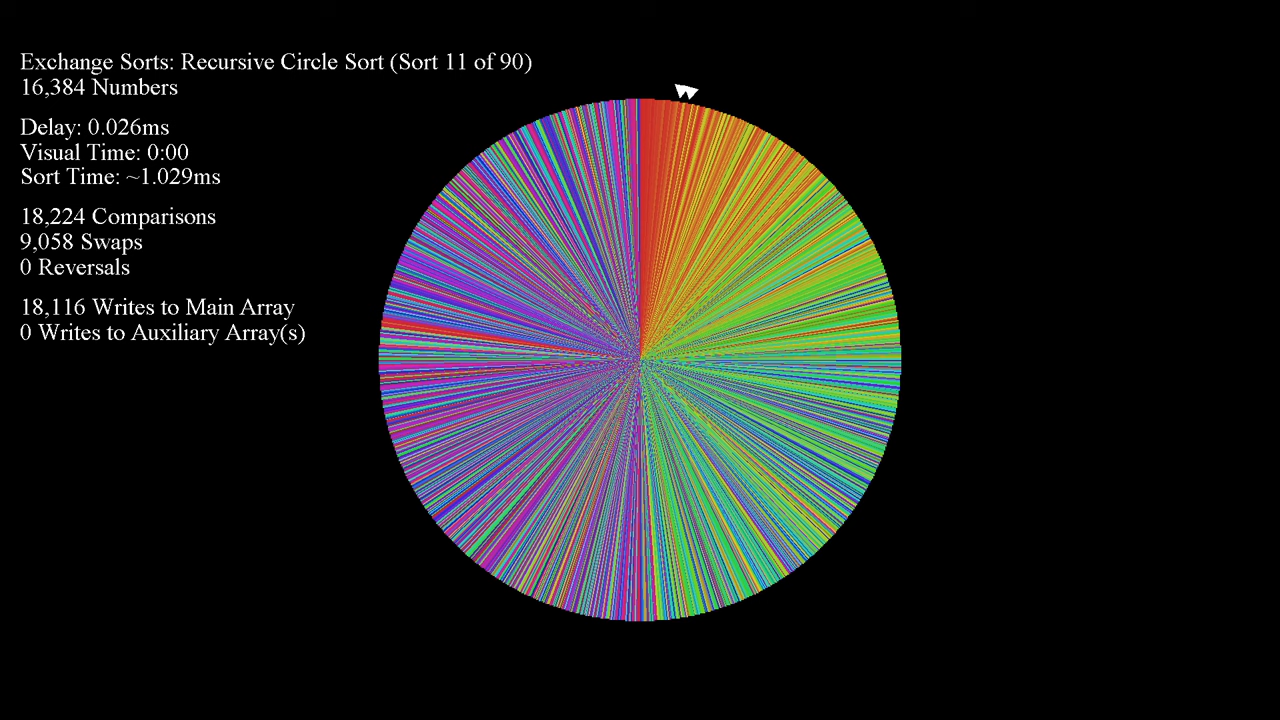 Exchange Sorts: Recursive Circle Sort (Sort 11 of 90)
16,384 Numbers
Delay: 0.026ms
Visual Time: 0:00
Sort Time: ~1.029ms
18,224 Comparisons
9,058 Swaps
0 Reversals
18,116 Writes to Main Array
0 Writes to Auxiliary Array(s)